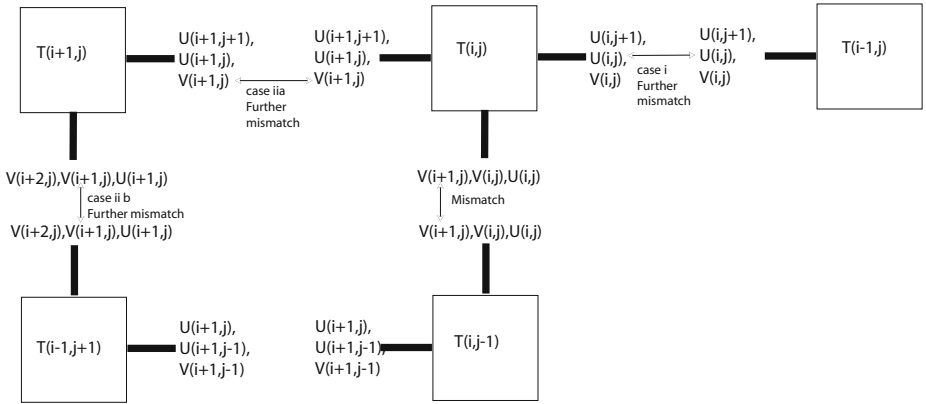 T(i+1,j)
U(i+1,j+1),
U(i+1,j),
V(i+1,j)
case iia
Further
mismatch
U(i+1,j+1),
U(i+1,j),
V(i+1,j)
T(i,j)
U(i,j+1),
U(i,j),
V(i,j)
case i
Further
mismatch
U(i,j+1),
U(i,j),
V(i,j)
T(i-1,j)
V(i+2,j),V(i+1,j),U(i+1,j)
case ii b
Further mismatch
V(i+2,j),V(i+1,j),U(i+1,j)
V(i+1,j),V(i,j),U(i,j)
Mismatch
V(i+1,j),V(i,j),U(i,j)
T(i-1,j+1)
U(i+1,j),
U(i+1,j-1),
V(i+1,j-1)
U(i+1,j),
U(i+1,j-1),
V(i+1,j-1)
T(i,j-1)